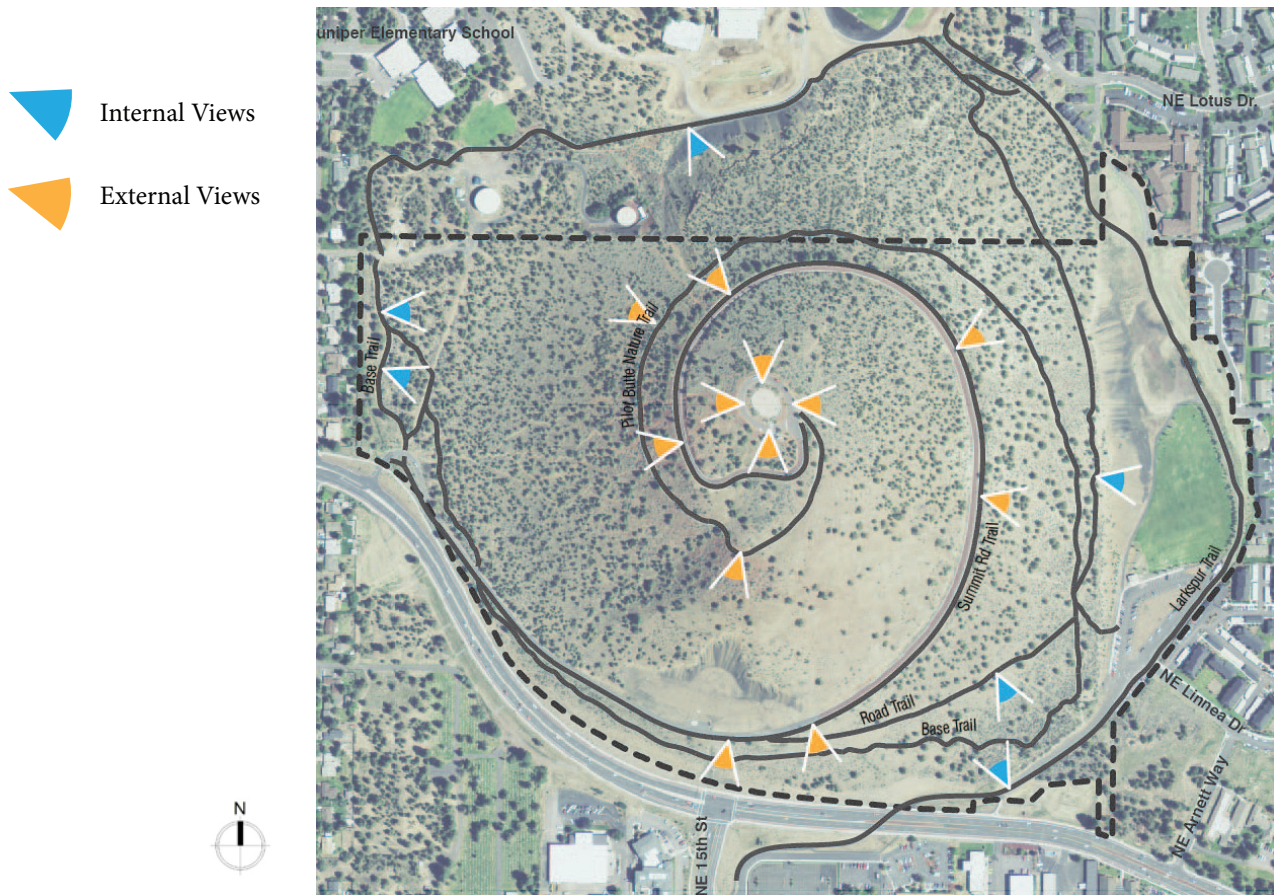 uniper Elementary School
Internal Views
NE Lotus Dr.
External Views
Pilot Butte Nature Trail
Base Trail
Summit Rd Trail
Larkspur Trail
NE Linnea Dr
Road Trail
Base Trail
NE Arnett Way
N
NE 15th St